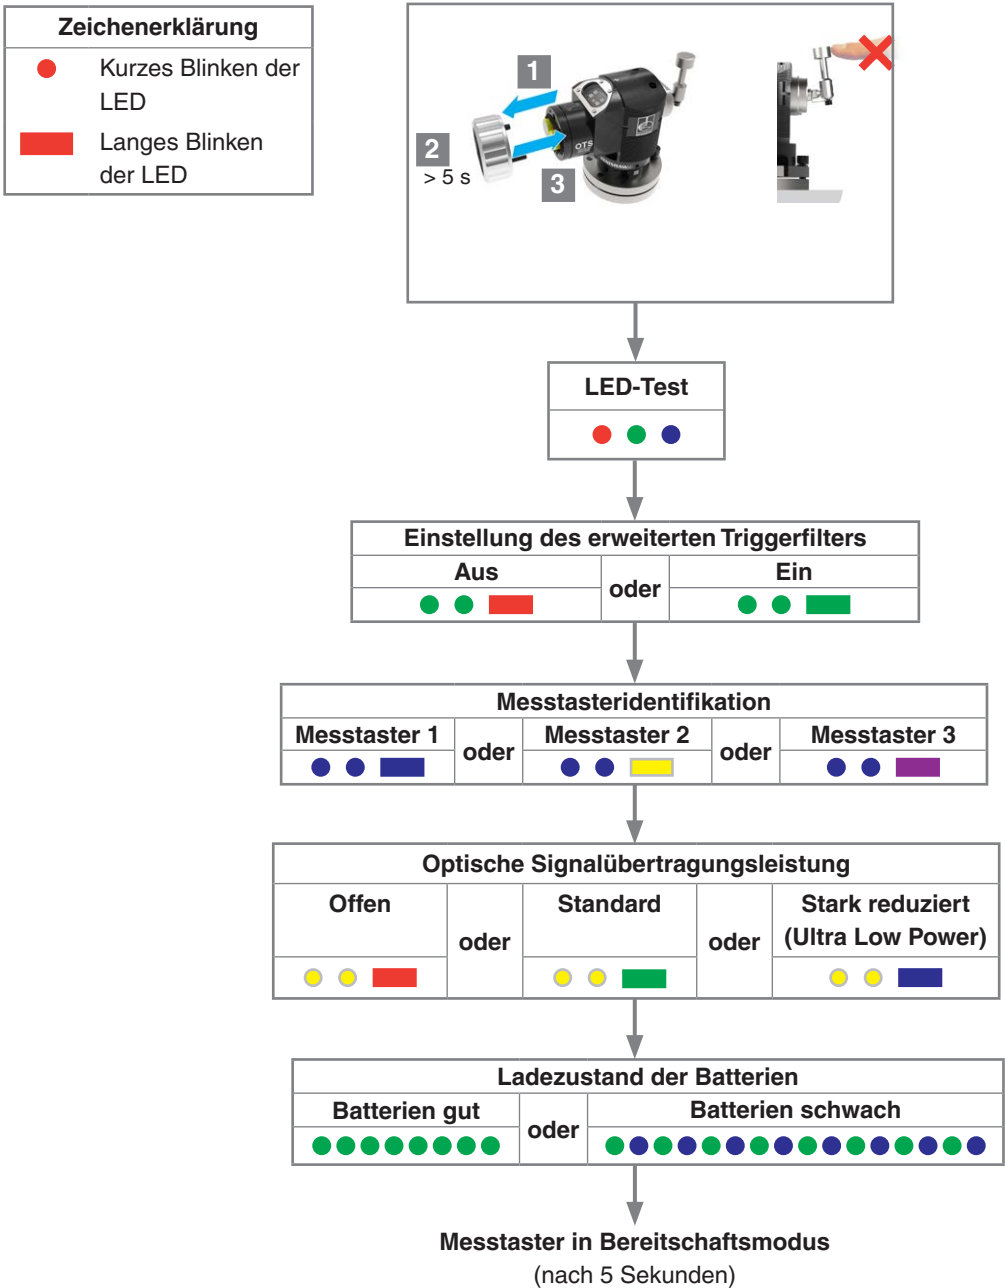 Zeichenerklärung
Kurzes Blinken der
LED
Langes Blinken
der LED
1
2
> 5 s
3
OTS
LED-Test
Einstellung des erweiterten Triggerfilters
Aus
oder
Ein
Messtasteridentifikation
Messtaster 1
oder
Messtaster 2
oder
Messtaster 3
Optische Signalübertragungsleistung
Offen
oder
Standard
oder
Stark reduziert
(Ultra Low Power)
Ladezustand der Batterien
Batterien gut
oder
Batterien schwach
Messtaster in Bereitschaftsmodus
(nach 5 Sekunden)